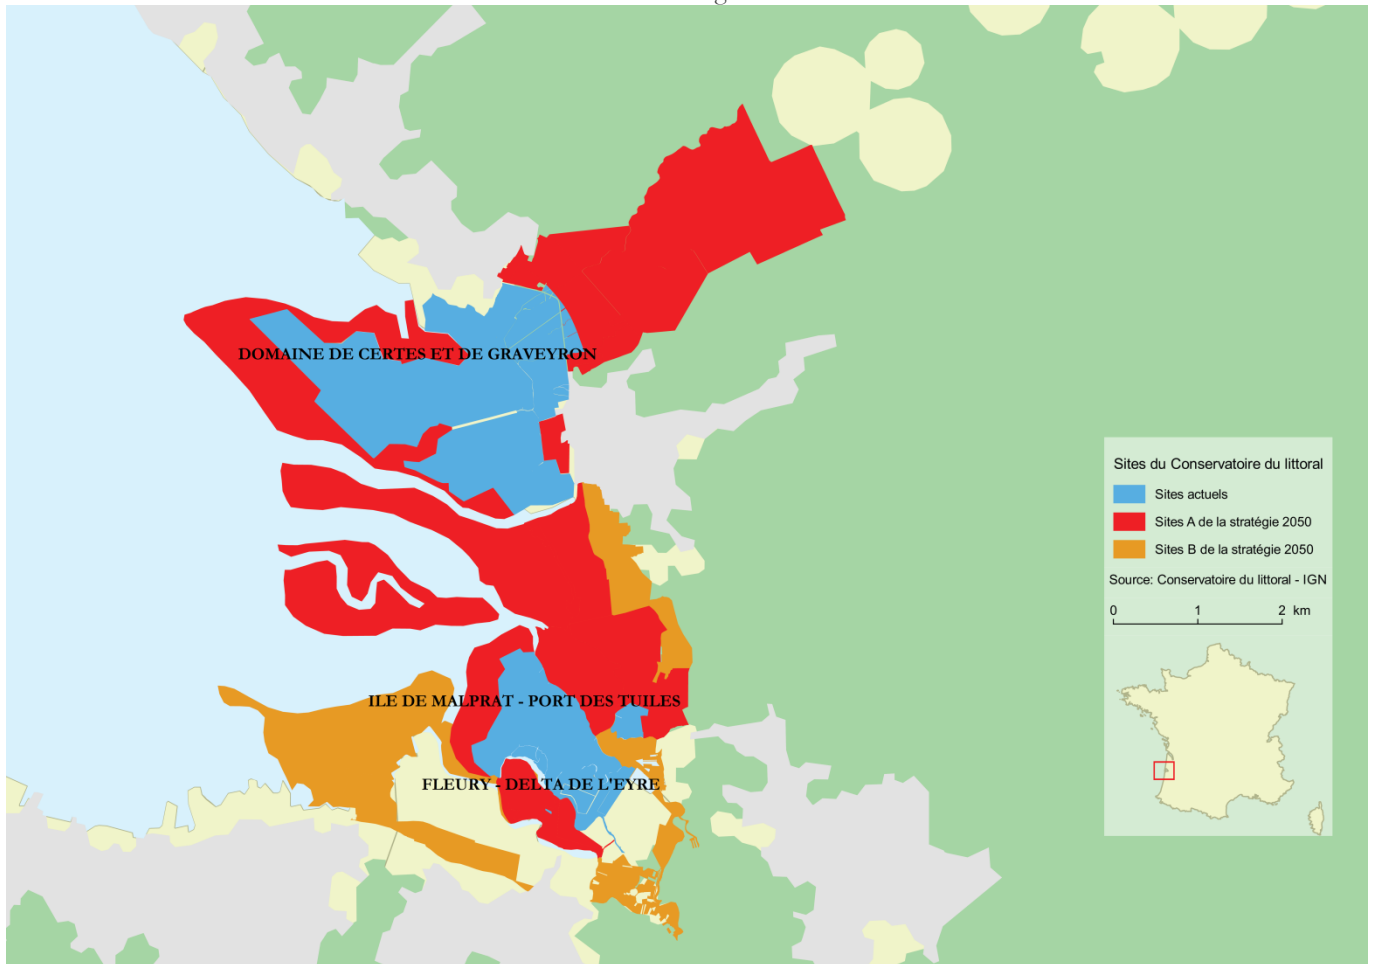 DOMAINE DE CERTES ET DE GRAVEYRON
Sites du Conservatoire du littoral
Sites actuels
Sites A de la stratégie 2050
Sites B de la stratégie 2050
Source: Conservatoire du littoral - IGN
0 1 2 km
ILE DE MALPRAT - PORT DES TUILES
FLEURY - DELTA DE L'EYRE